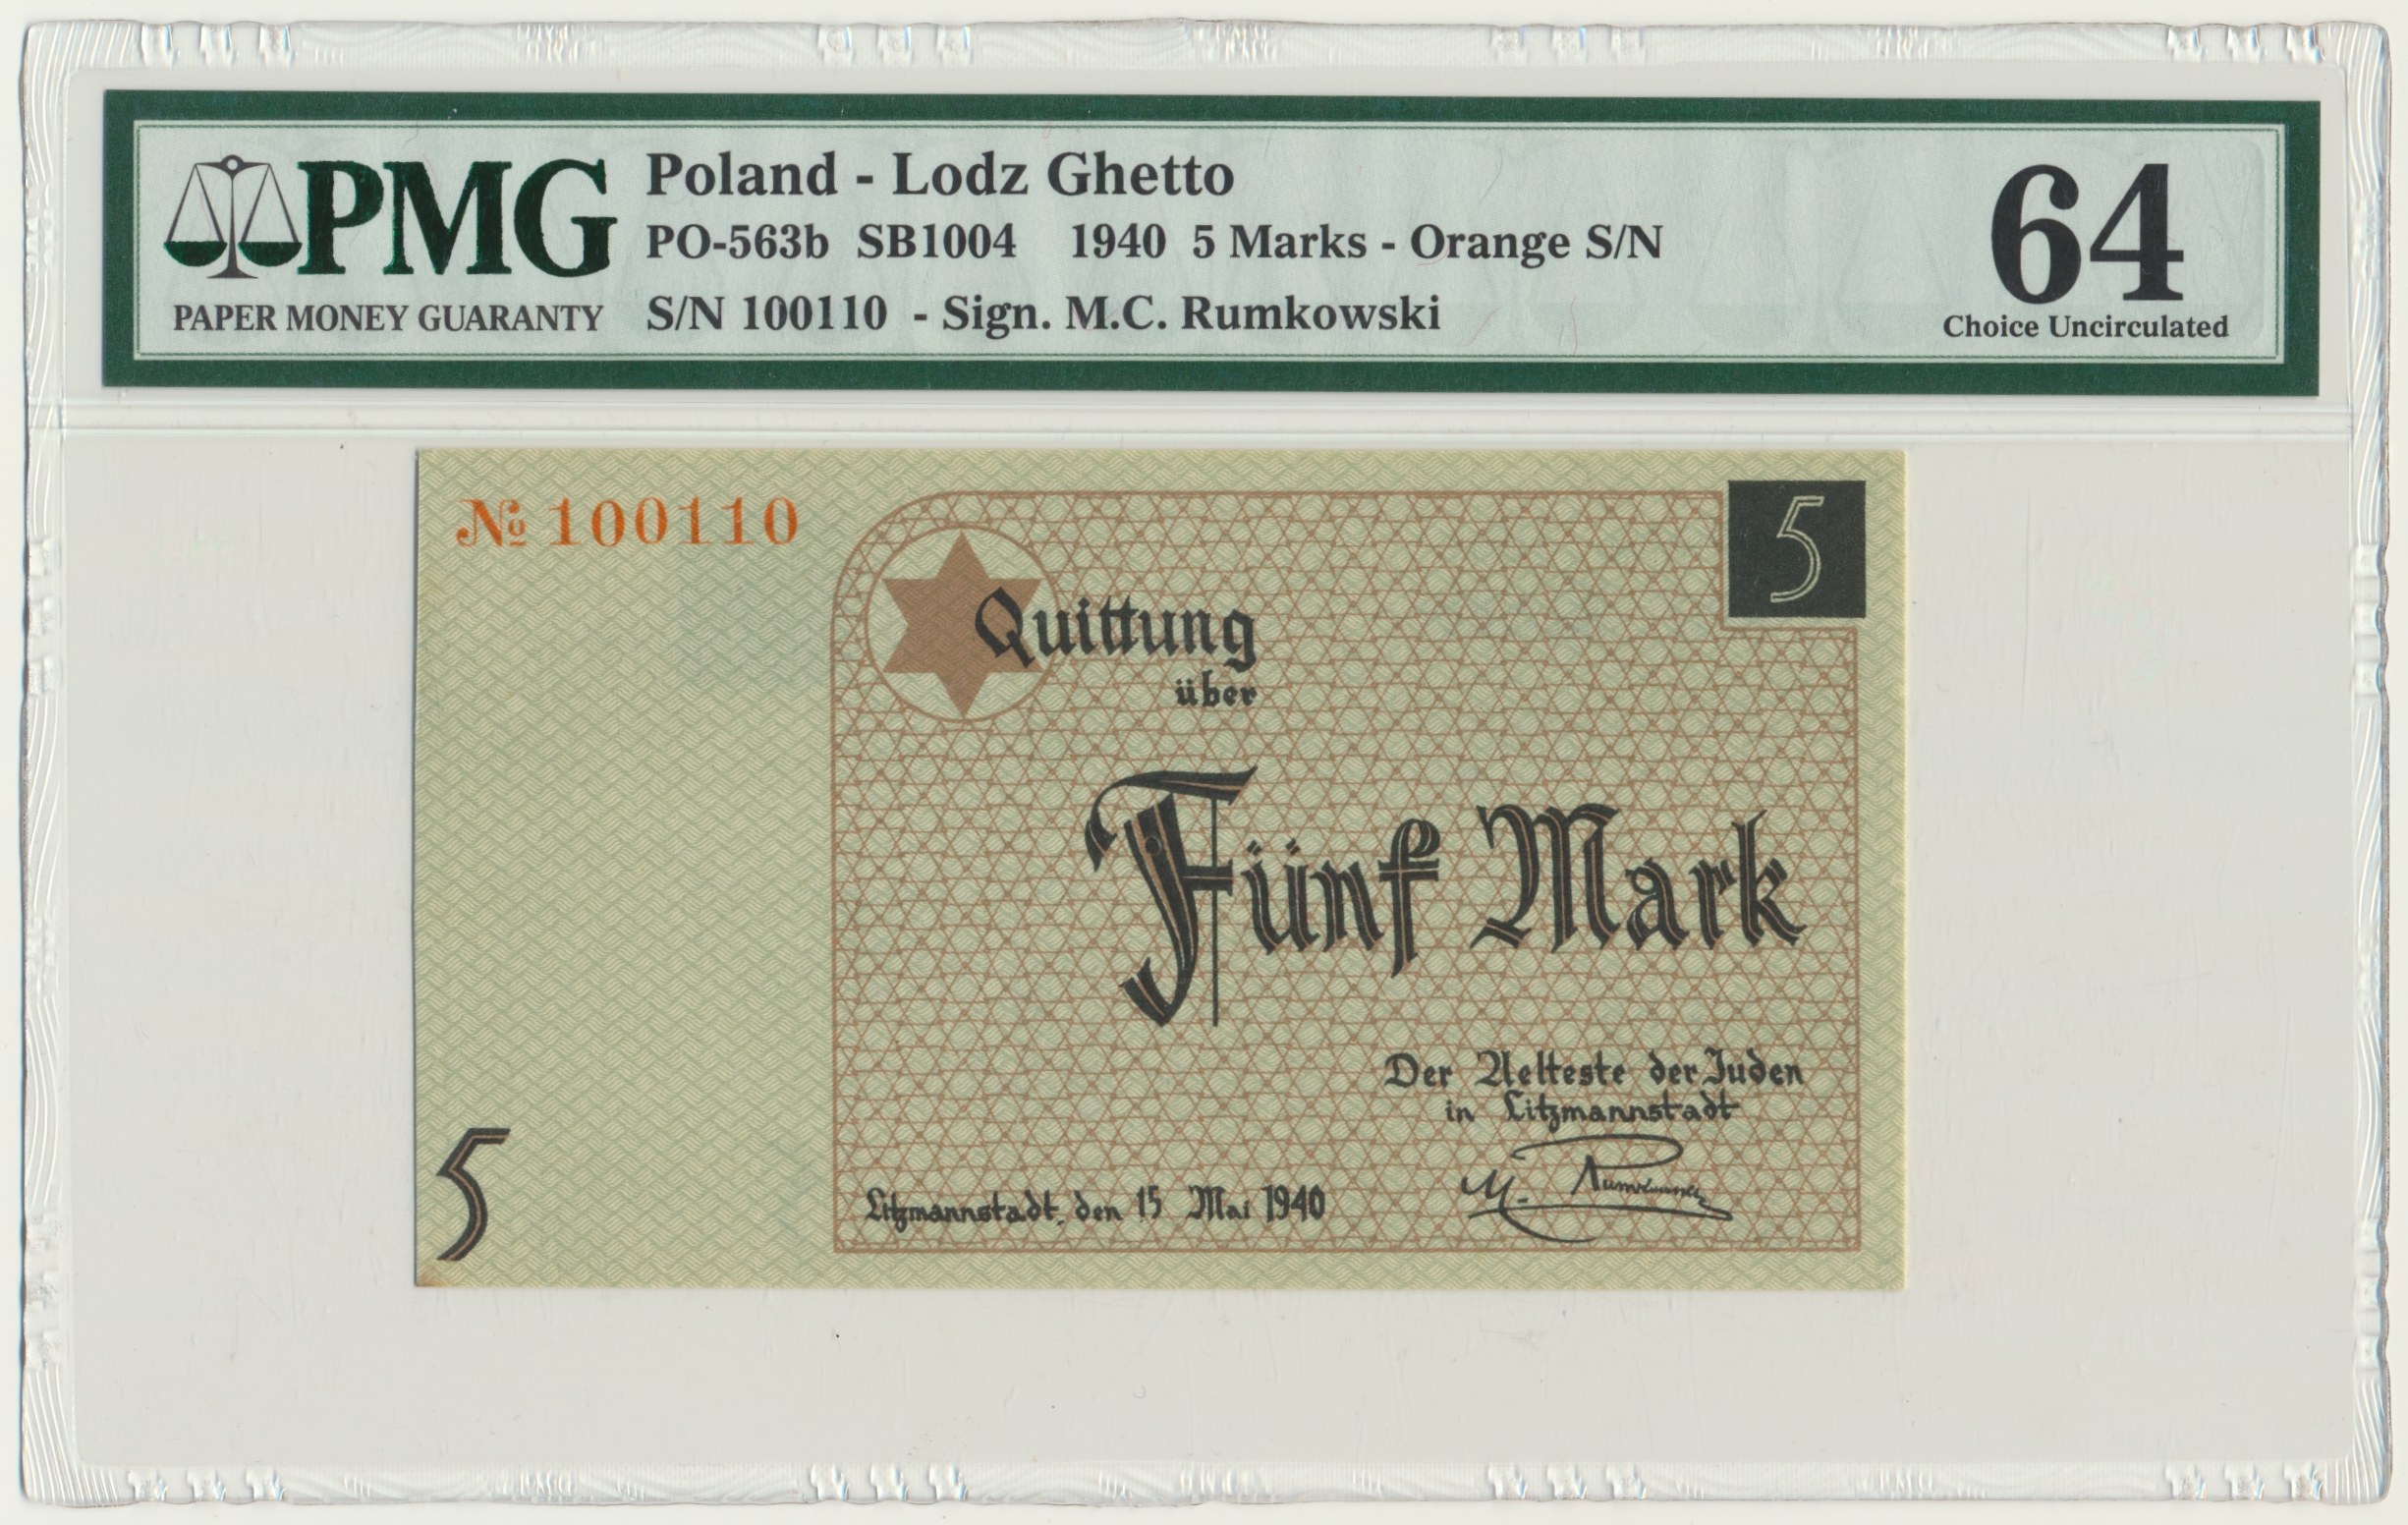 PMG
PAPER MONEY GUARANTY
Poland - Lodz Ghetto
PO-563b SB1004 1940 5 Marks - Orange S/N
S/N 100110 - Sign. M.C. Rumkowski
64
Choice Uncirculated
№ 100110
5
Quittung
über
Fünf Mark
Der Aelteste der Juden
in Litzmannstadt
M. Rumkowski
Litzmannstadt, den 15 Mai 1940
5